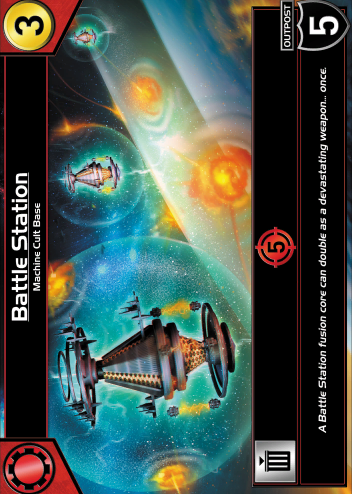 3
Battle Station
Machine Cult Base
5
A Battle Station fusion core can double as a devastating weapon... once.
OUTPOST
5